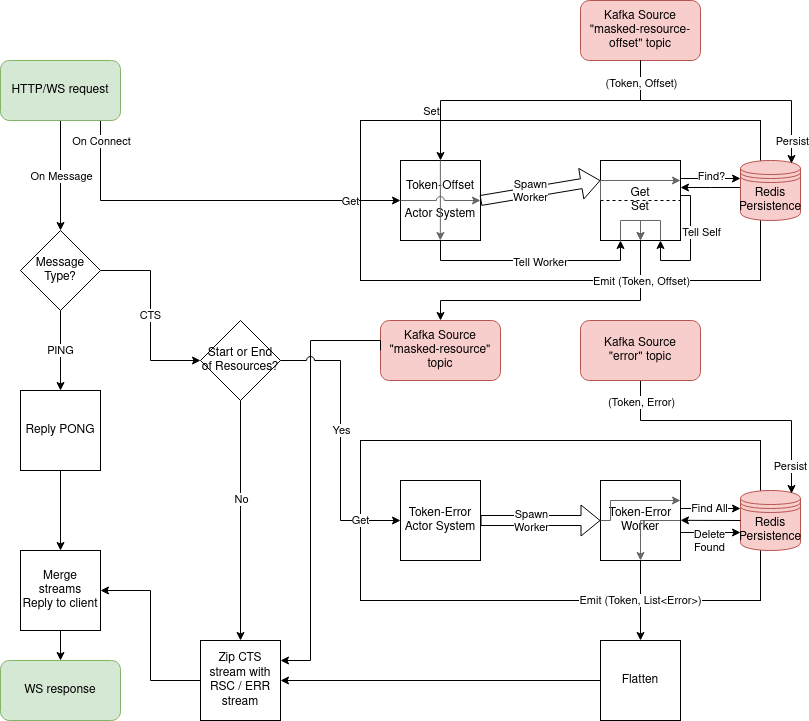 Kafka Source
"masked-resource-
offset" topic
HTTP/WS request
(Token, Offset)
Set
On Connect
Persist
On Message
Token-Offset
Actor System
Spawn
Worker
Get
Set
Find?
Redis
Persistence
Get
Tell Self
Message
Type?
Tell Worker
Emit (Token, Offset)
CTS
Kafka Source
"masked-resource"
topic
Kafka Source
"error" topic
PING
Start or End
of Resources?
(Token, Error)
Reply PONG
Yes
Persist
No
Get
Token-Error
Actor System
Spawn
Worker
Token-Error
Worker
Find All
Delete
Found
Redis
Persistence
Merge
streams
Reply to client
Emit (Token, List<Error>)
Zip CTS
stream with
RSC / ERR
stream
Flatten
WS response